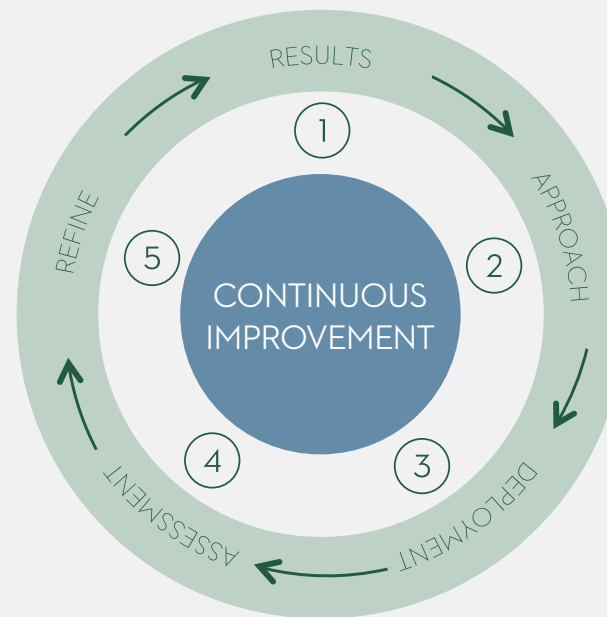 RESULTS
1
APPROACH
2
DEPLOYMENT
3
ASSESSMENT
4
REFINE
5
CONTINUOUS
IMPROVEMENT